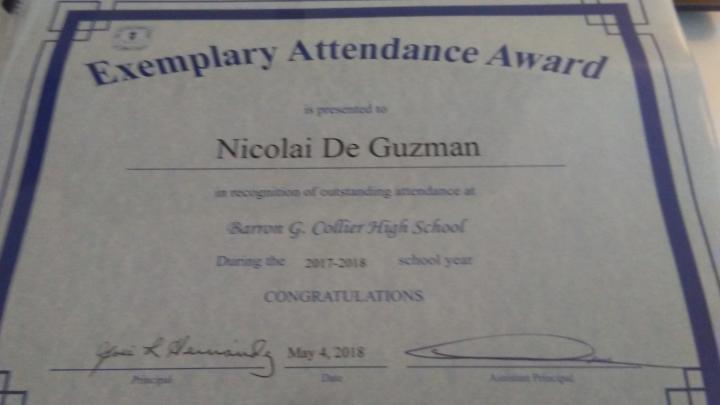 Exemplary Attendance Award
is presented to
Nicolai De Guzman
in recognition of outstanding attendance at
Barron G. Collier High School
During the 2017-2018 school year
CONGRATULATIONS
May 4, 2018
Principal Date Assistant Principal